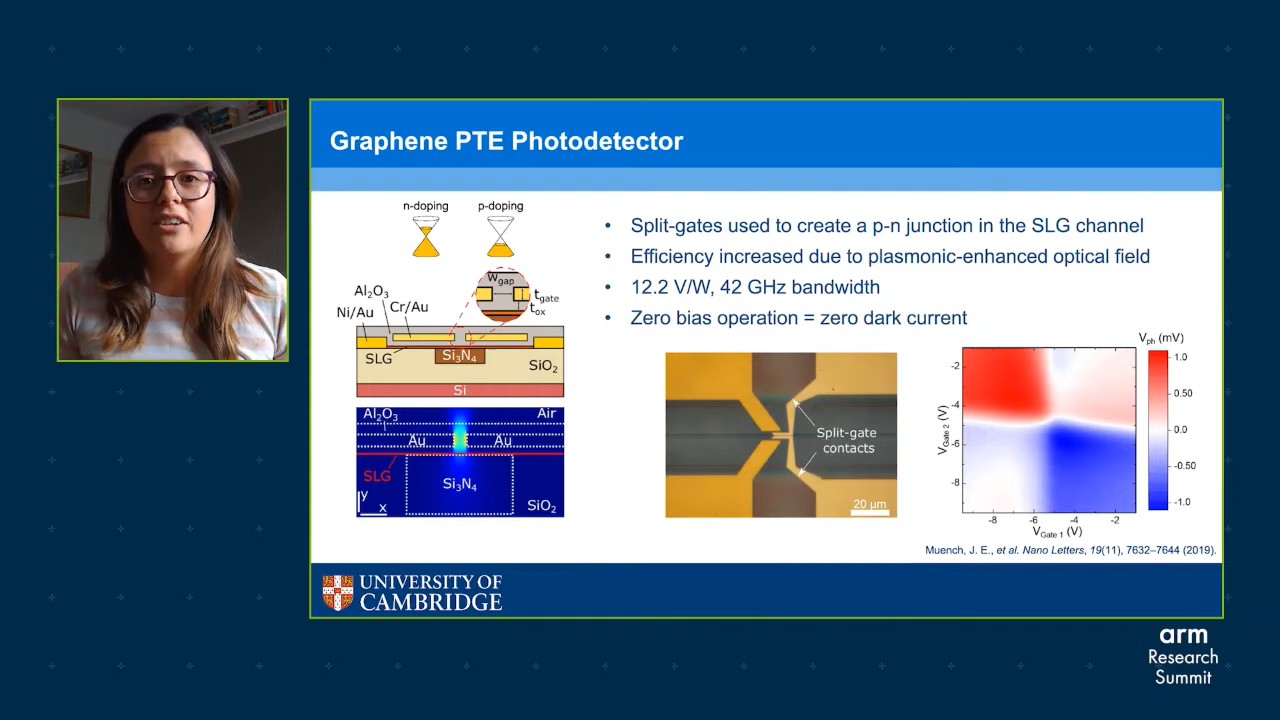 Graphene PTE Photodetector
n-doping
p-doping
Wgap
tgate
tox
Al2O3
Cr/Au
Ni/Au
SLG
Si3N4
SiO2
Si
Al2O3
Air
Au
Au
SLG
Si3N4
SiO2
y
x
• Split-gates used to create a p-n junction in the SLG channel
• Efficiency increased due to plasmonic-enhanced optical field
• 12.2 V/W, 42 GHz bandwidth
• Zero bias operation = zero dark current
Split-gate
contacts
20 μm
Vph (mV)
1.0
0.50
0.0
-0.50
-1.0
VGate 2 (V)
-2
-4
-6
-8
-8 -6 -4 -2
VGate 1 (V)
Muench, J. E., et al. Nano Letters, 19(11), 7632–7644 (2019).
UNIVERSITY OF
CAMBRIDGE
arm
Research
Summit